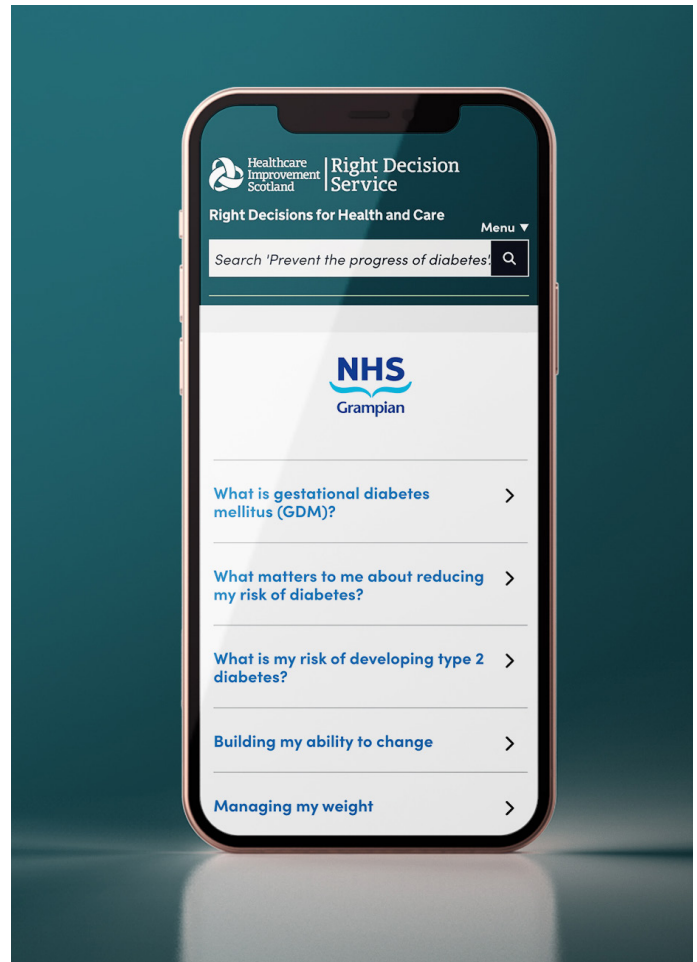 Healthcare
Improvement
Scotland
Right Decision
Service
Right Decisions for Health and Care
Menu ▼
Search 'Prevent the progress of diabetes'.
NHS
Grampian
What is gestational diabetes
mellitus (GDM)?
What matters to me about reducing
my risk of diabetes?
What is my risk of developing type 2
diabetes?
Building my ability to change
Managing my weight